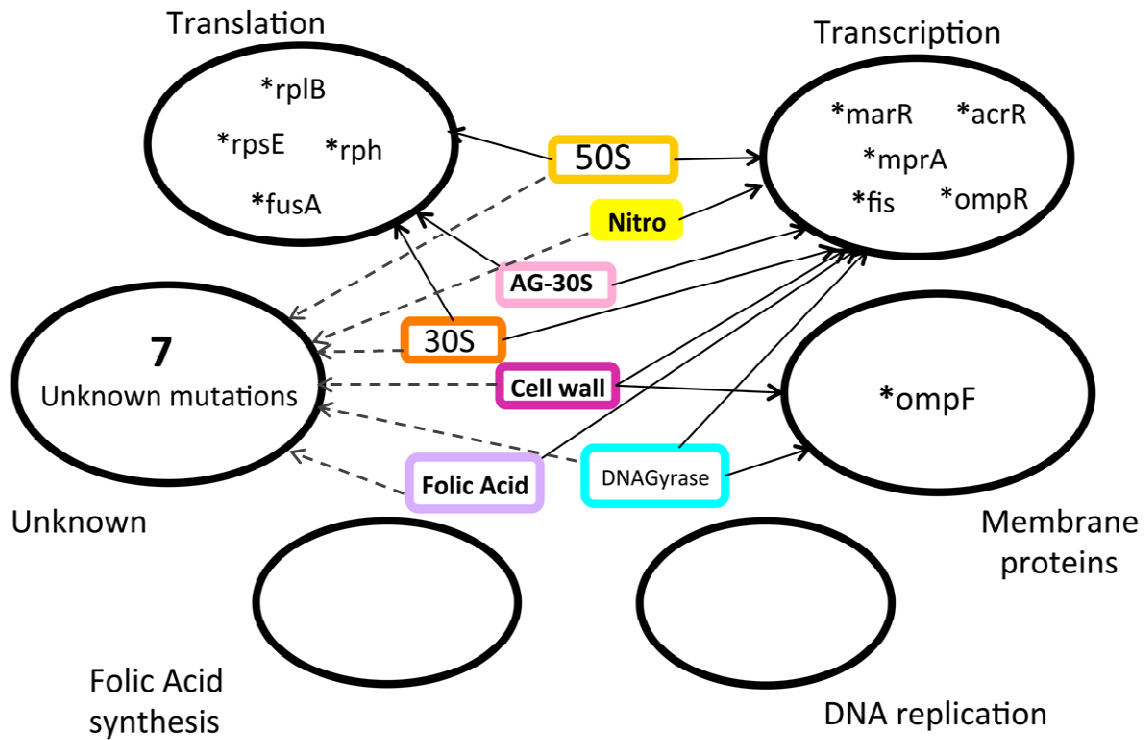 Translation
Transcription
*rplB
*rpsE *rph
*fusA
*marR *acrR
*mprA
*fis *ompR
50S
Nitro
AG-30S
30S
Cell wall
Folic Acid
DNAGyrase
7
Unknown mutations
*ompF
Unknown
Membrane
proteins
Folic Acid
synthesis
DNA replication